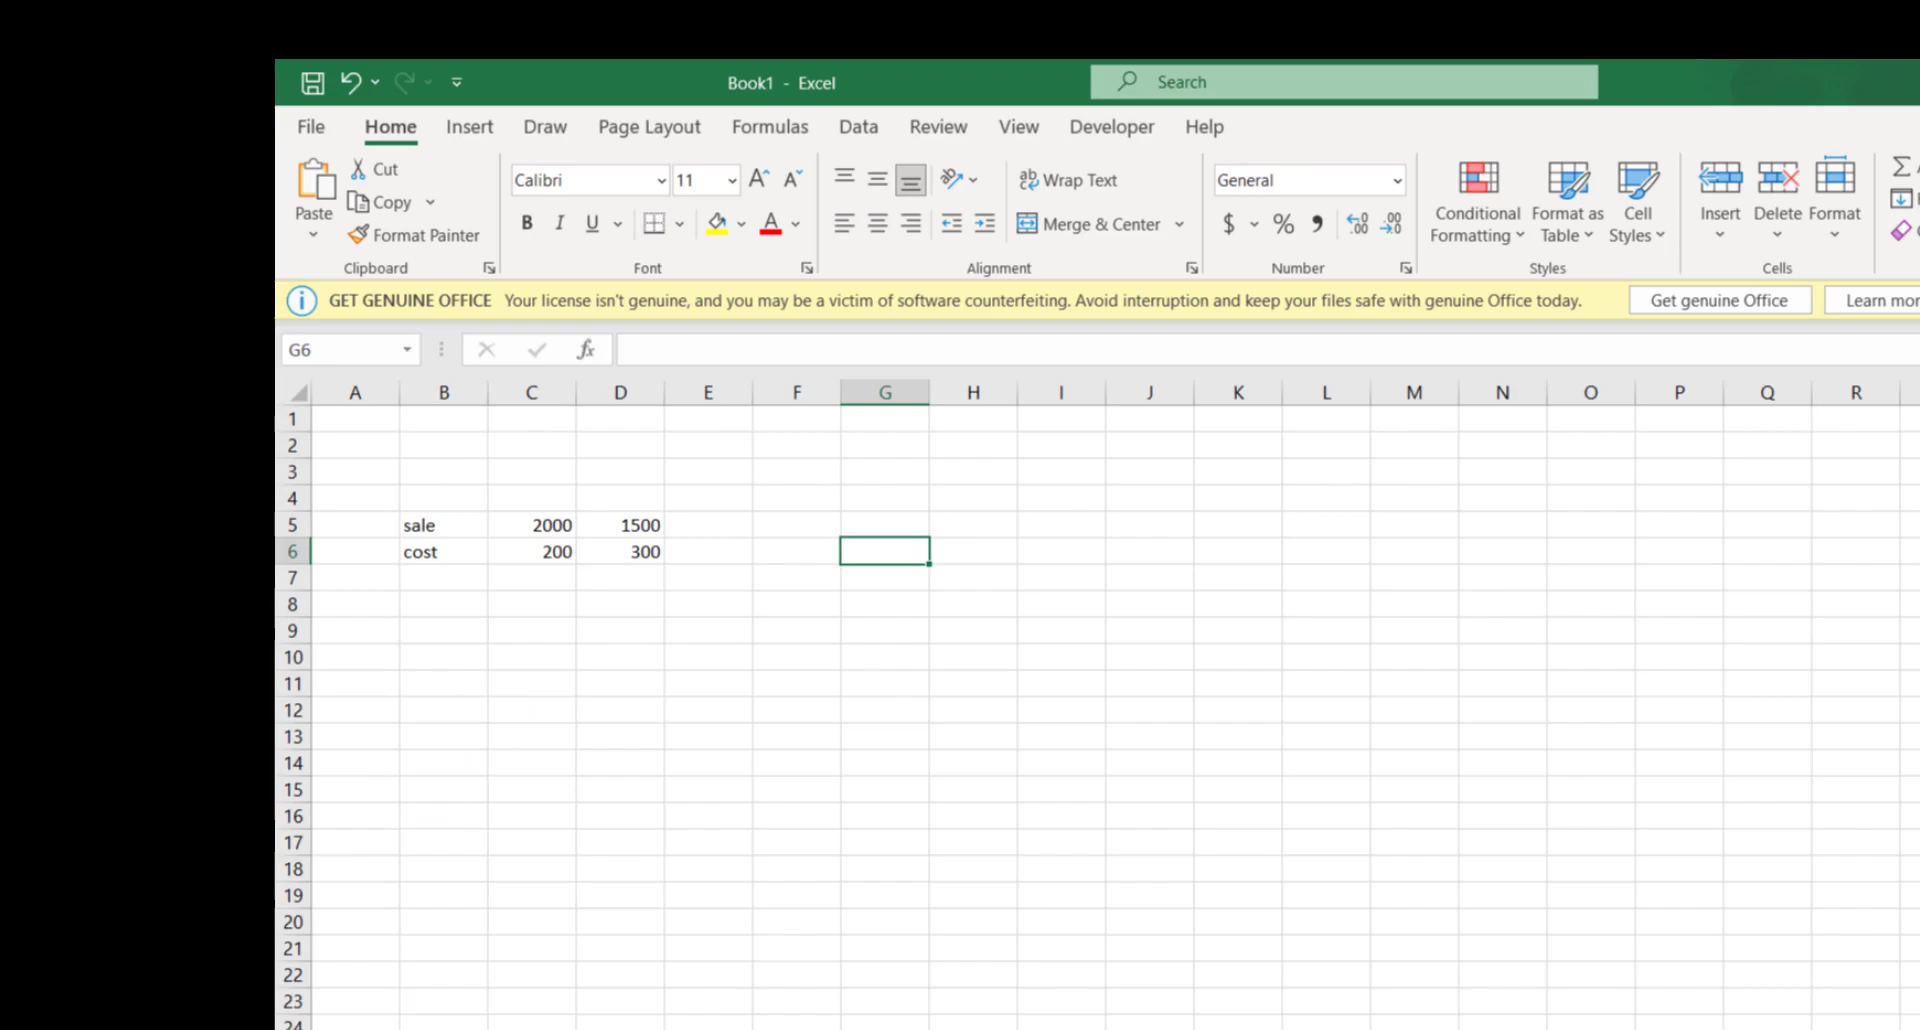 Book1 - Excel
Search
File Home Insert Draw Page Layout Formulas Data Review View Developer Help
Paste
Cut
Copy
Format Painter
Clipboard
Calibri 11
B I U
Font
Wrap Text
Merge & Center
Alignment
General
$ % ,
Number
Conditional Formatting
Format as Table
Cell Styles
Styles
Insert Delete Format
Cells
GET GENUINE OFFICE Your license isn't genuine, and you may be a victim of software counterfeiting. Avoid interruption and keep your files safe with genuine Office today. Get genuine Office Learn mor
G6 fx
A B C D E F G H I J K L M N O P Q R
1
2
3
4
5 sale 2000 1500
6 cost 200 300
7
8
9
10
11
12
13
14
15
16
17
18
19
20
21
22
23
24